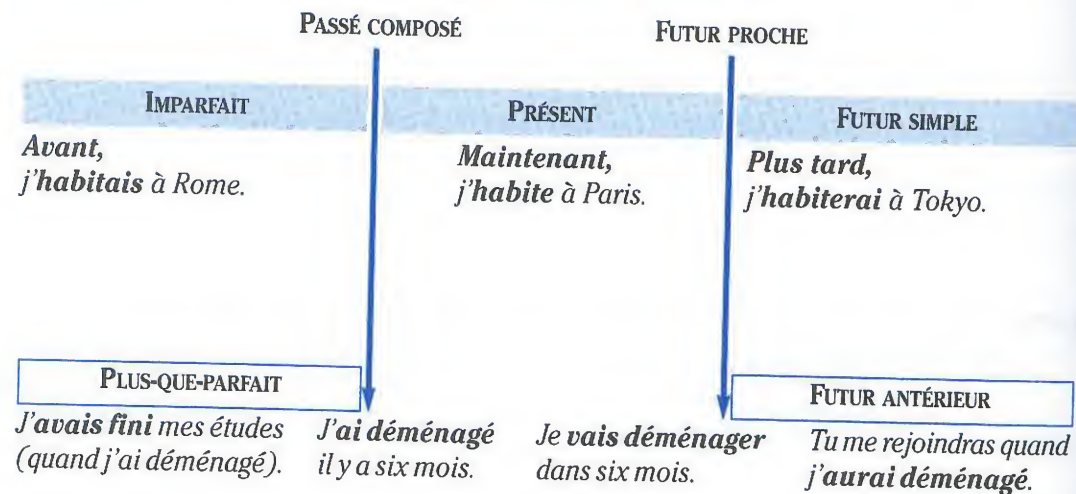 PASSÉ COMPOSÉ
FUTUR PROCHE
IMPARFAIT
PRÉSENT
FUTUR SIMPLE
Avant,
j'habitais à Rome.
Maintenant,
j'habite à Paris.
Plus tard,
j'habiterai à Tokyo.
PLUS-QUE-PARFAIT
FUTUR ANTÉRIEUR
J'avais fini mes études
(quand j'ai déménagé).
J'ai déménagé
il y a six mois.
Je vais déménager
dans six mois.
Tu me rejoindras quand
j'aurai déménagé.